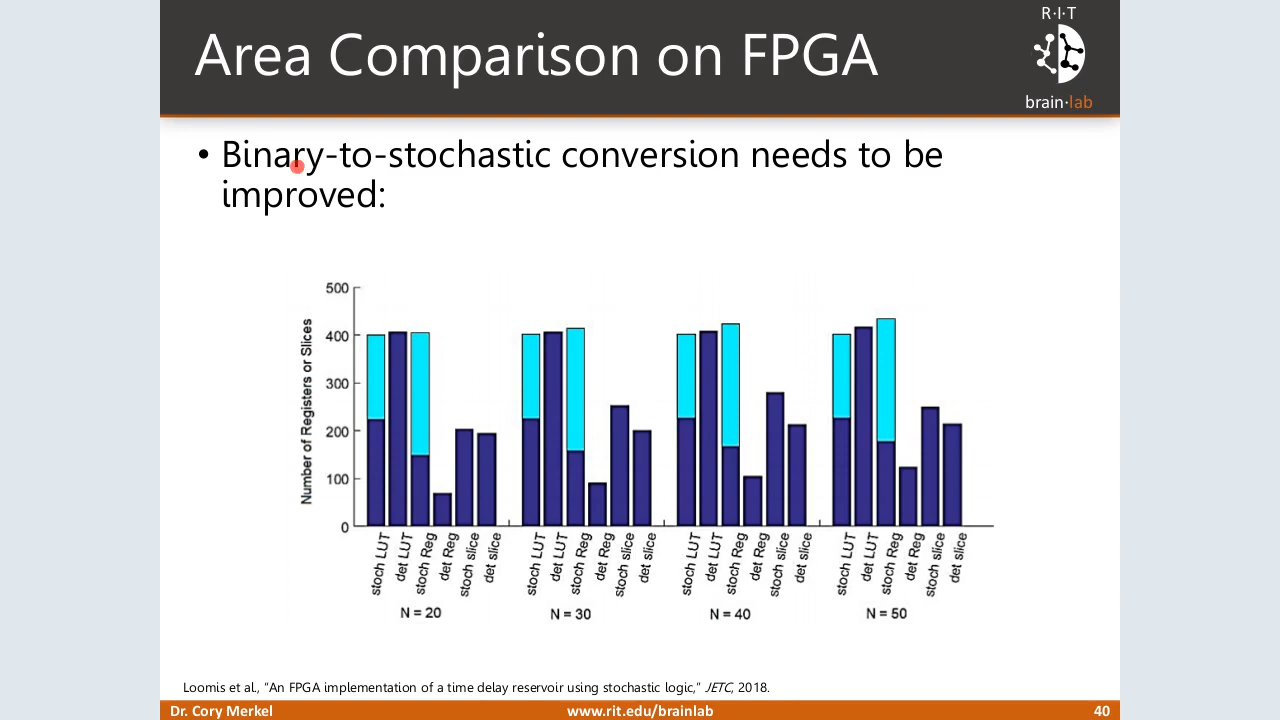 Area Comparison on FPGA
R·I·T
brain·lab
• Binary-to-stochastic conversion needs to be
improved:
Number of Registers or Slices
500
400
300
200
100
0
stoch LUT
det LUT
stoch Reg
det Reg
stoch slice
det slice
stoch LUT
det LUT
stoch Reg
det Reg
stoch slice
det slice
stoch LUT
det LUT
stoch Reg
det Reg
stoch slice
det slice
stoch LUT
det LUT
stoch Reg
det Reg
stoch slice
det slice
N = 20
N = 30
N = 40
N = 50
Loomis et al., "An FPGA implementation of a time delay reservoir using stochastic logic," JETC, 2018.
Dr. Cory Merkel
www.rit.edu/brainlab
40